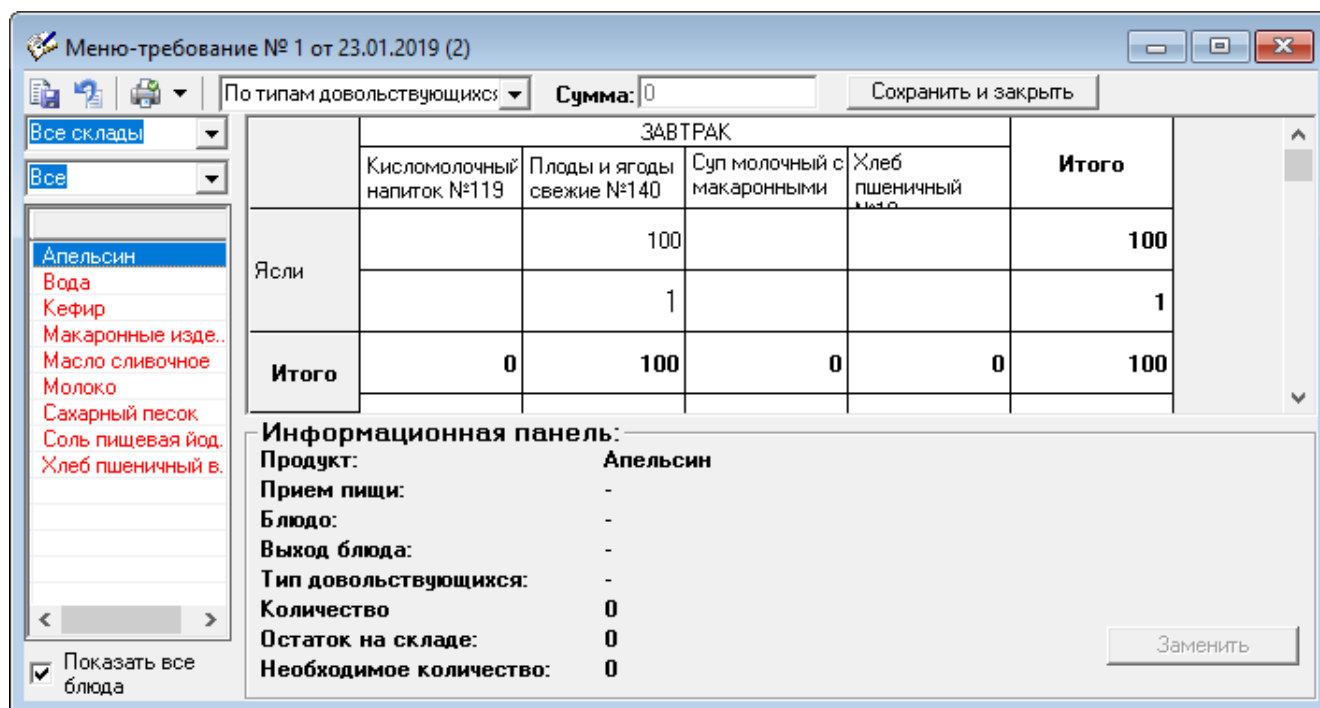 Меню-требование № 1 от 23.01.2019 (2)
По типам довольствующихся Сумма: 0 Сохранить и закрыть
Все склады
Все
Апельсин
Вода
Кефир
Макаронные изде..
Масло сливочное
Молоко
Сахарный песок
Соль пищевая йод.
Хлеб пшеничный в.
Показать все
блюда
ЗАВТРАК
Кисломолочный Плоды и ягоды Суп молочный с Хлеб Итого
напиток №119 свежие №140 макаронными пшеничный
100 100
Ясли
1 1
Итого 0 100 0 0 100
Информационная панель:
Продукт: Апельсин
Прием пищи: -
Блюдо: -
Выход блюда: -
Тип довольствующихся: -
Количество 0
Остаток на складе: 0
Необходимое количество: 0
Заменить